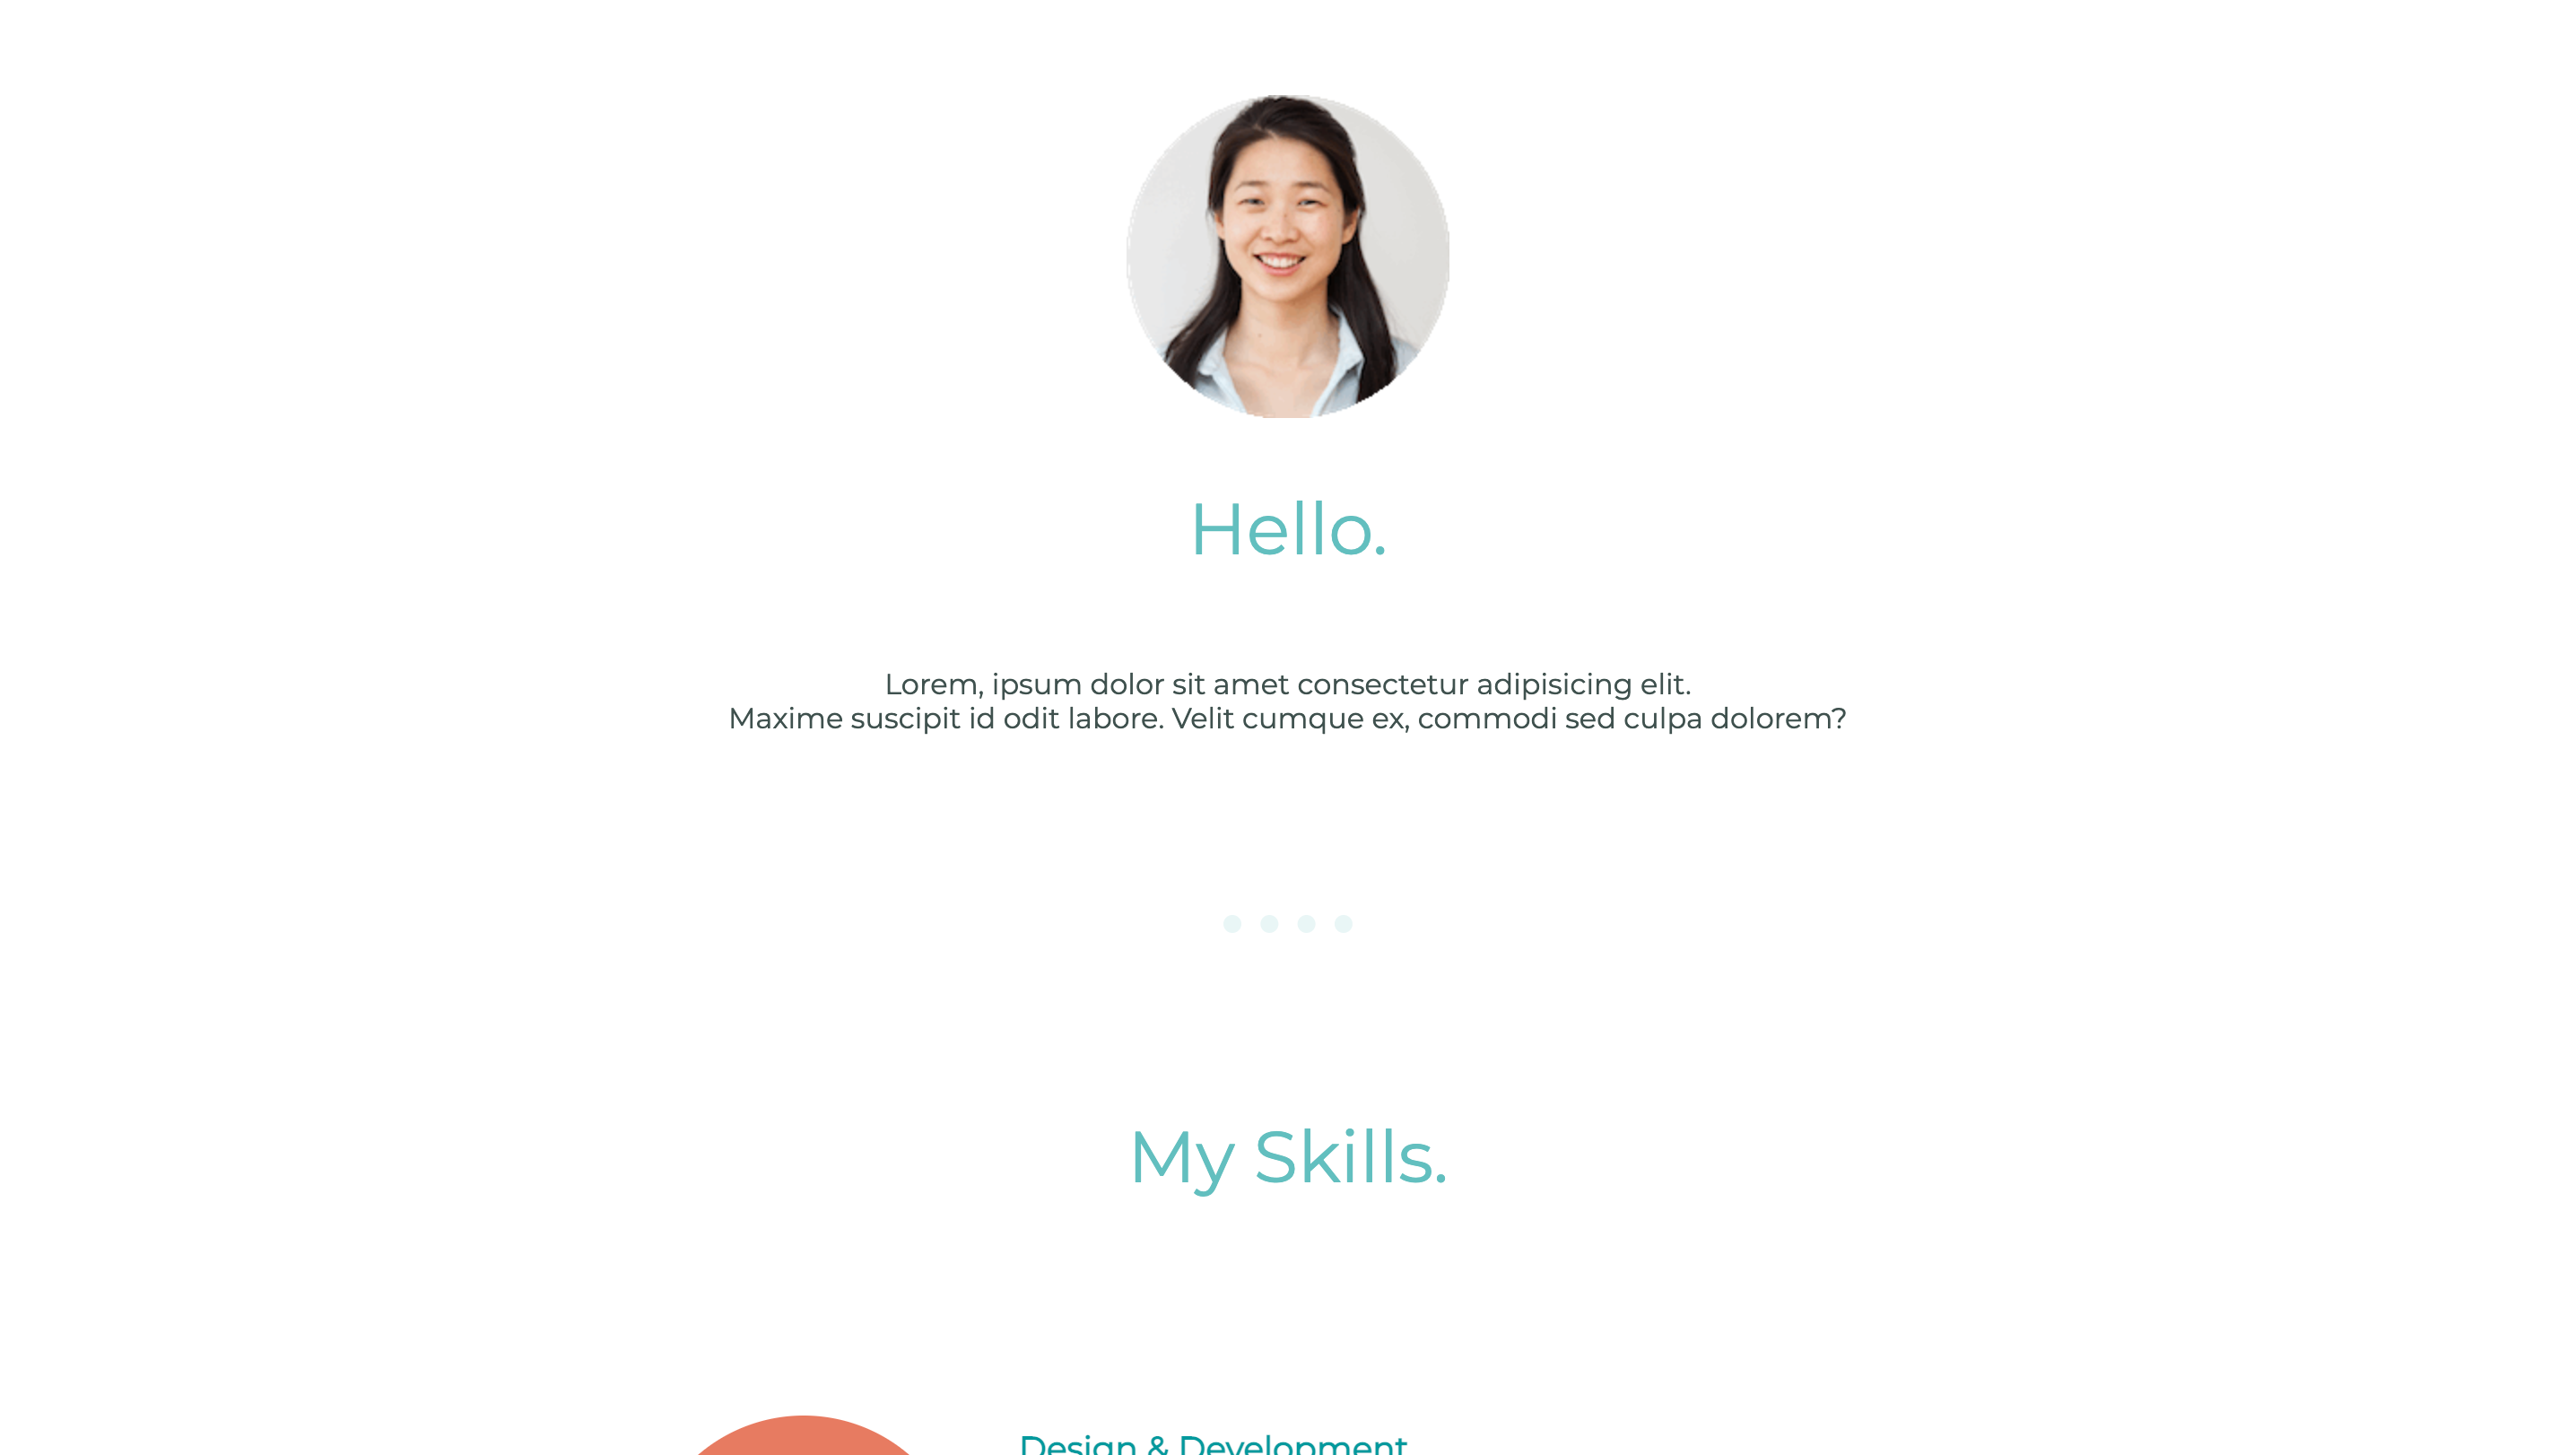 Hello.
Lorem, ipsum dolor sit amet consectetur adipisicing elit.
Maxime suscipit id odit labore. Velit cumque ex, commodi sed culpa dolorem?
My Skills.
Design & Development